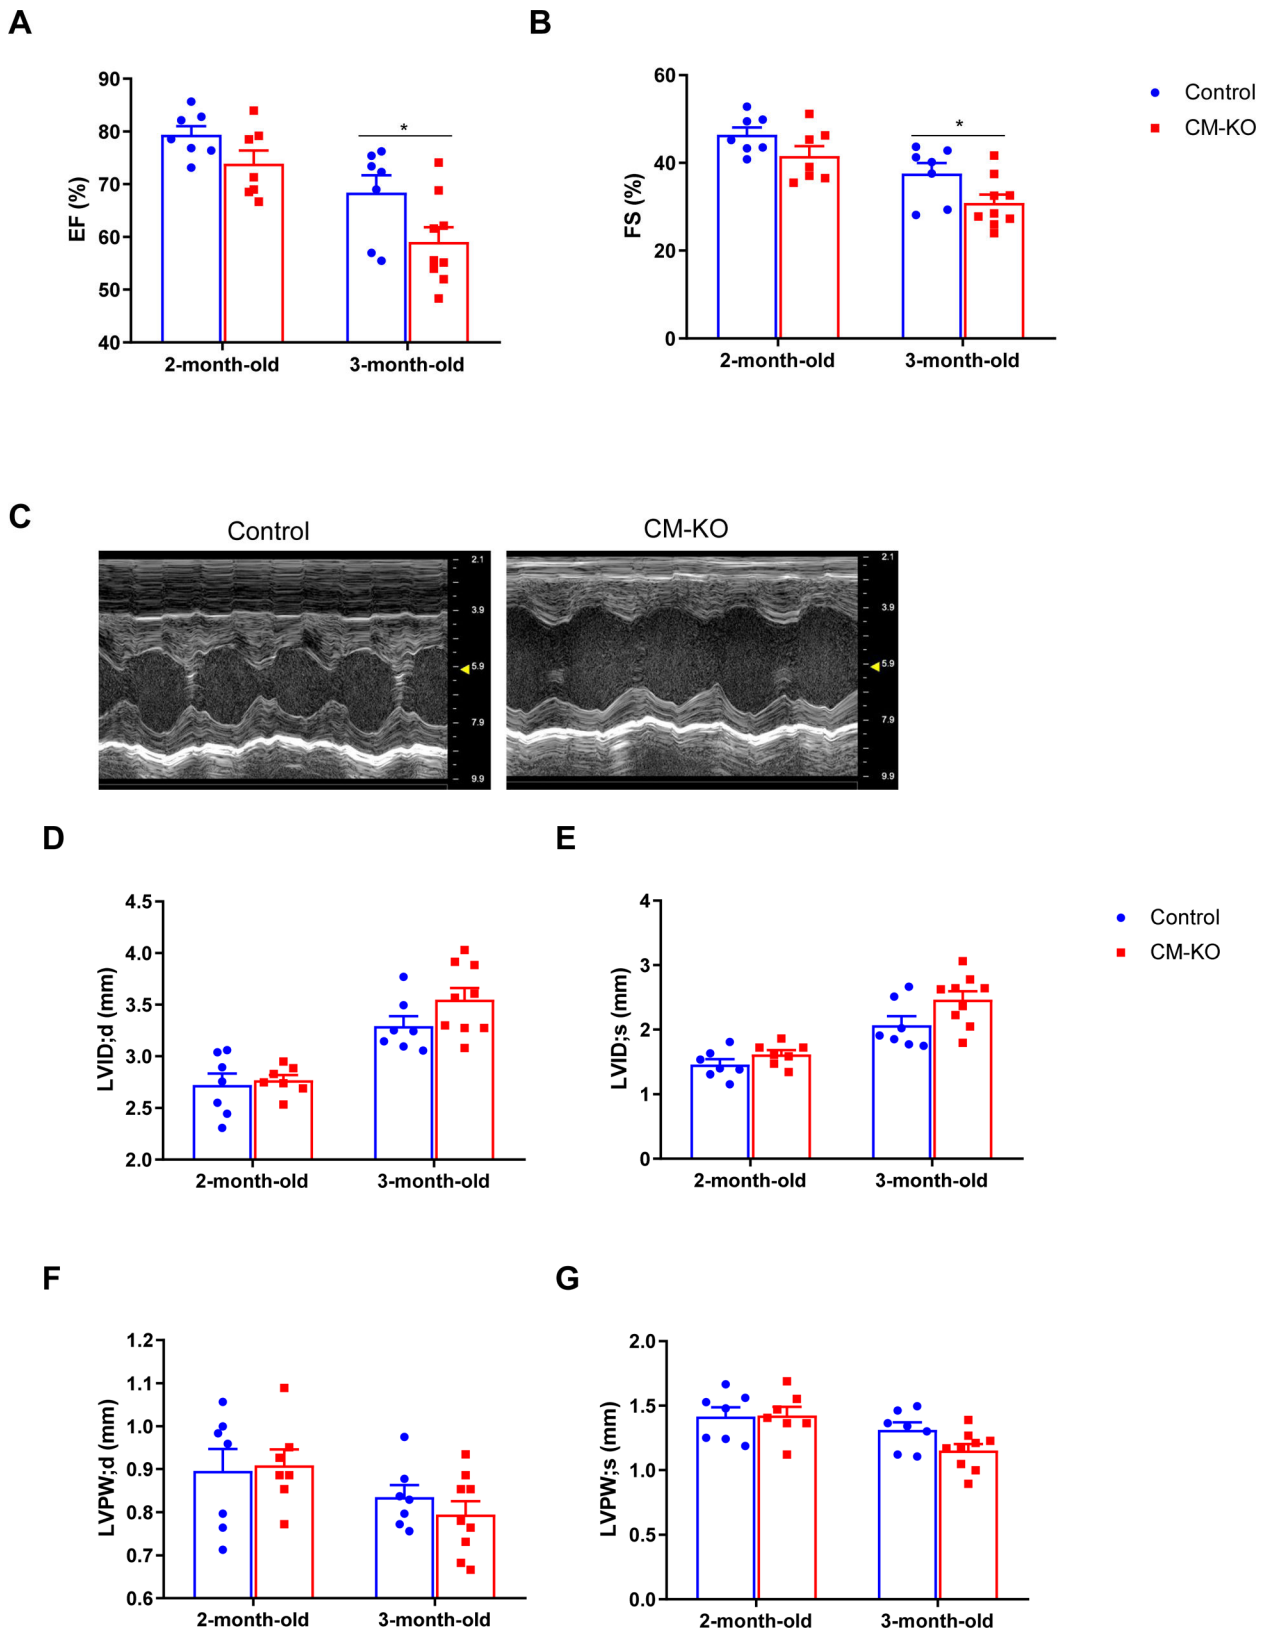 A
B
90
80
70
60
50
40
EF (%)
*
2-month-old
3-month-old
60
40
20
0
FS (%)
*
2-month-old
3-month-old
Control
CM-KO
C
Control
CM-KO
2.1
3.9
5.9
7.9
9.9
2.1
3.9
5.9
7.9
9.9
D
E
4.5
4.0
3.5
3.0
2.5
2.0
LVID;d (mm)
2-month-old
3-month-old
4
3
2
1
0
LVID;s (mm)
2-month-old
3-month-old
Control
CM-KO
F
G
1.2
1.1
1.0
0.9
0.8
0.7
0.6
LVPW;d (mm)
2-month-old
3-month-old
2.0
1.5
1.0
0.5
0.0
LVPW;s (mm)
2-month-old
3-month-old